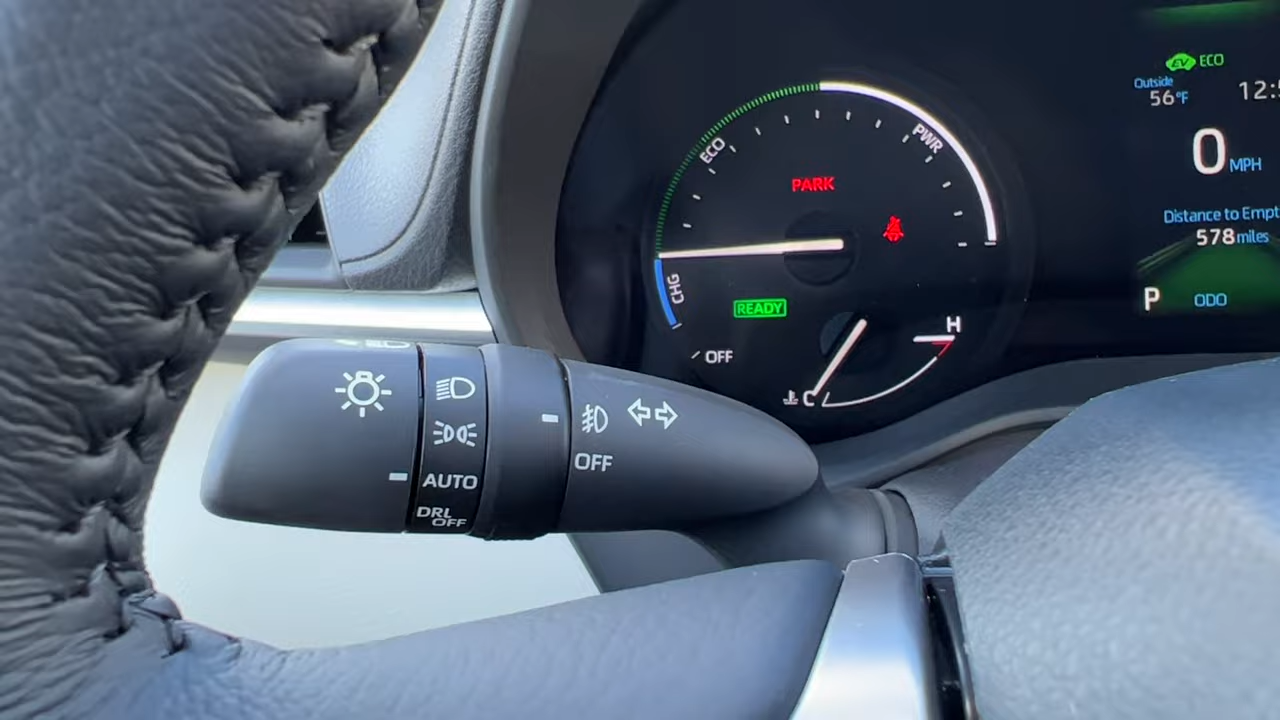 EV ECO
Outside
56°F
0 MPH
Distance to Empt
578 miles
P ODO
ECO
PWR
PARK
CHG
READY
OFF
H
C
AUTO
DRL
OFF
OFF